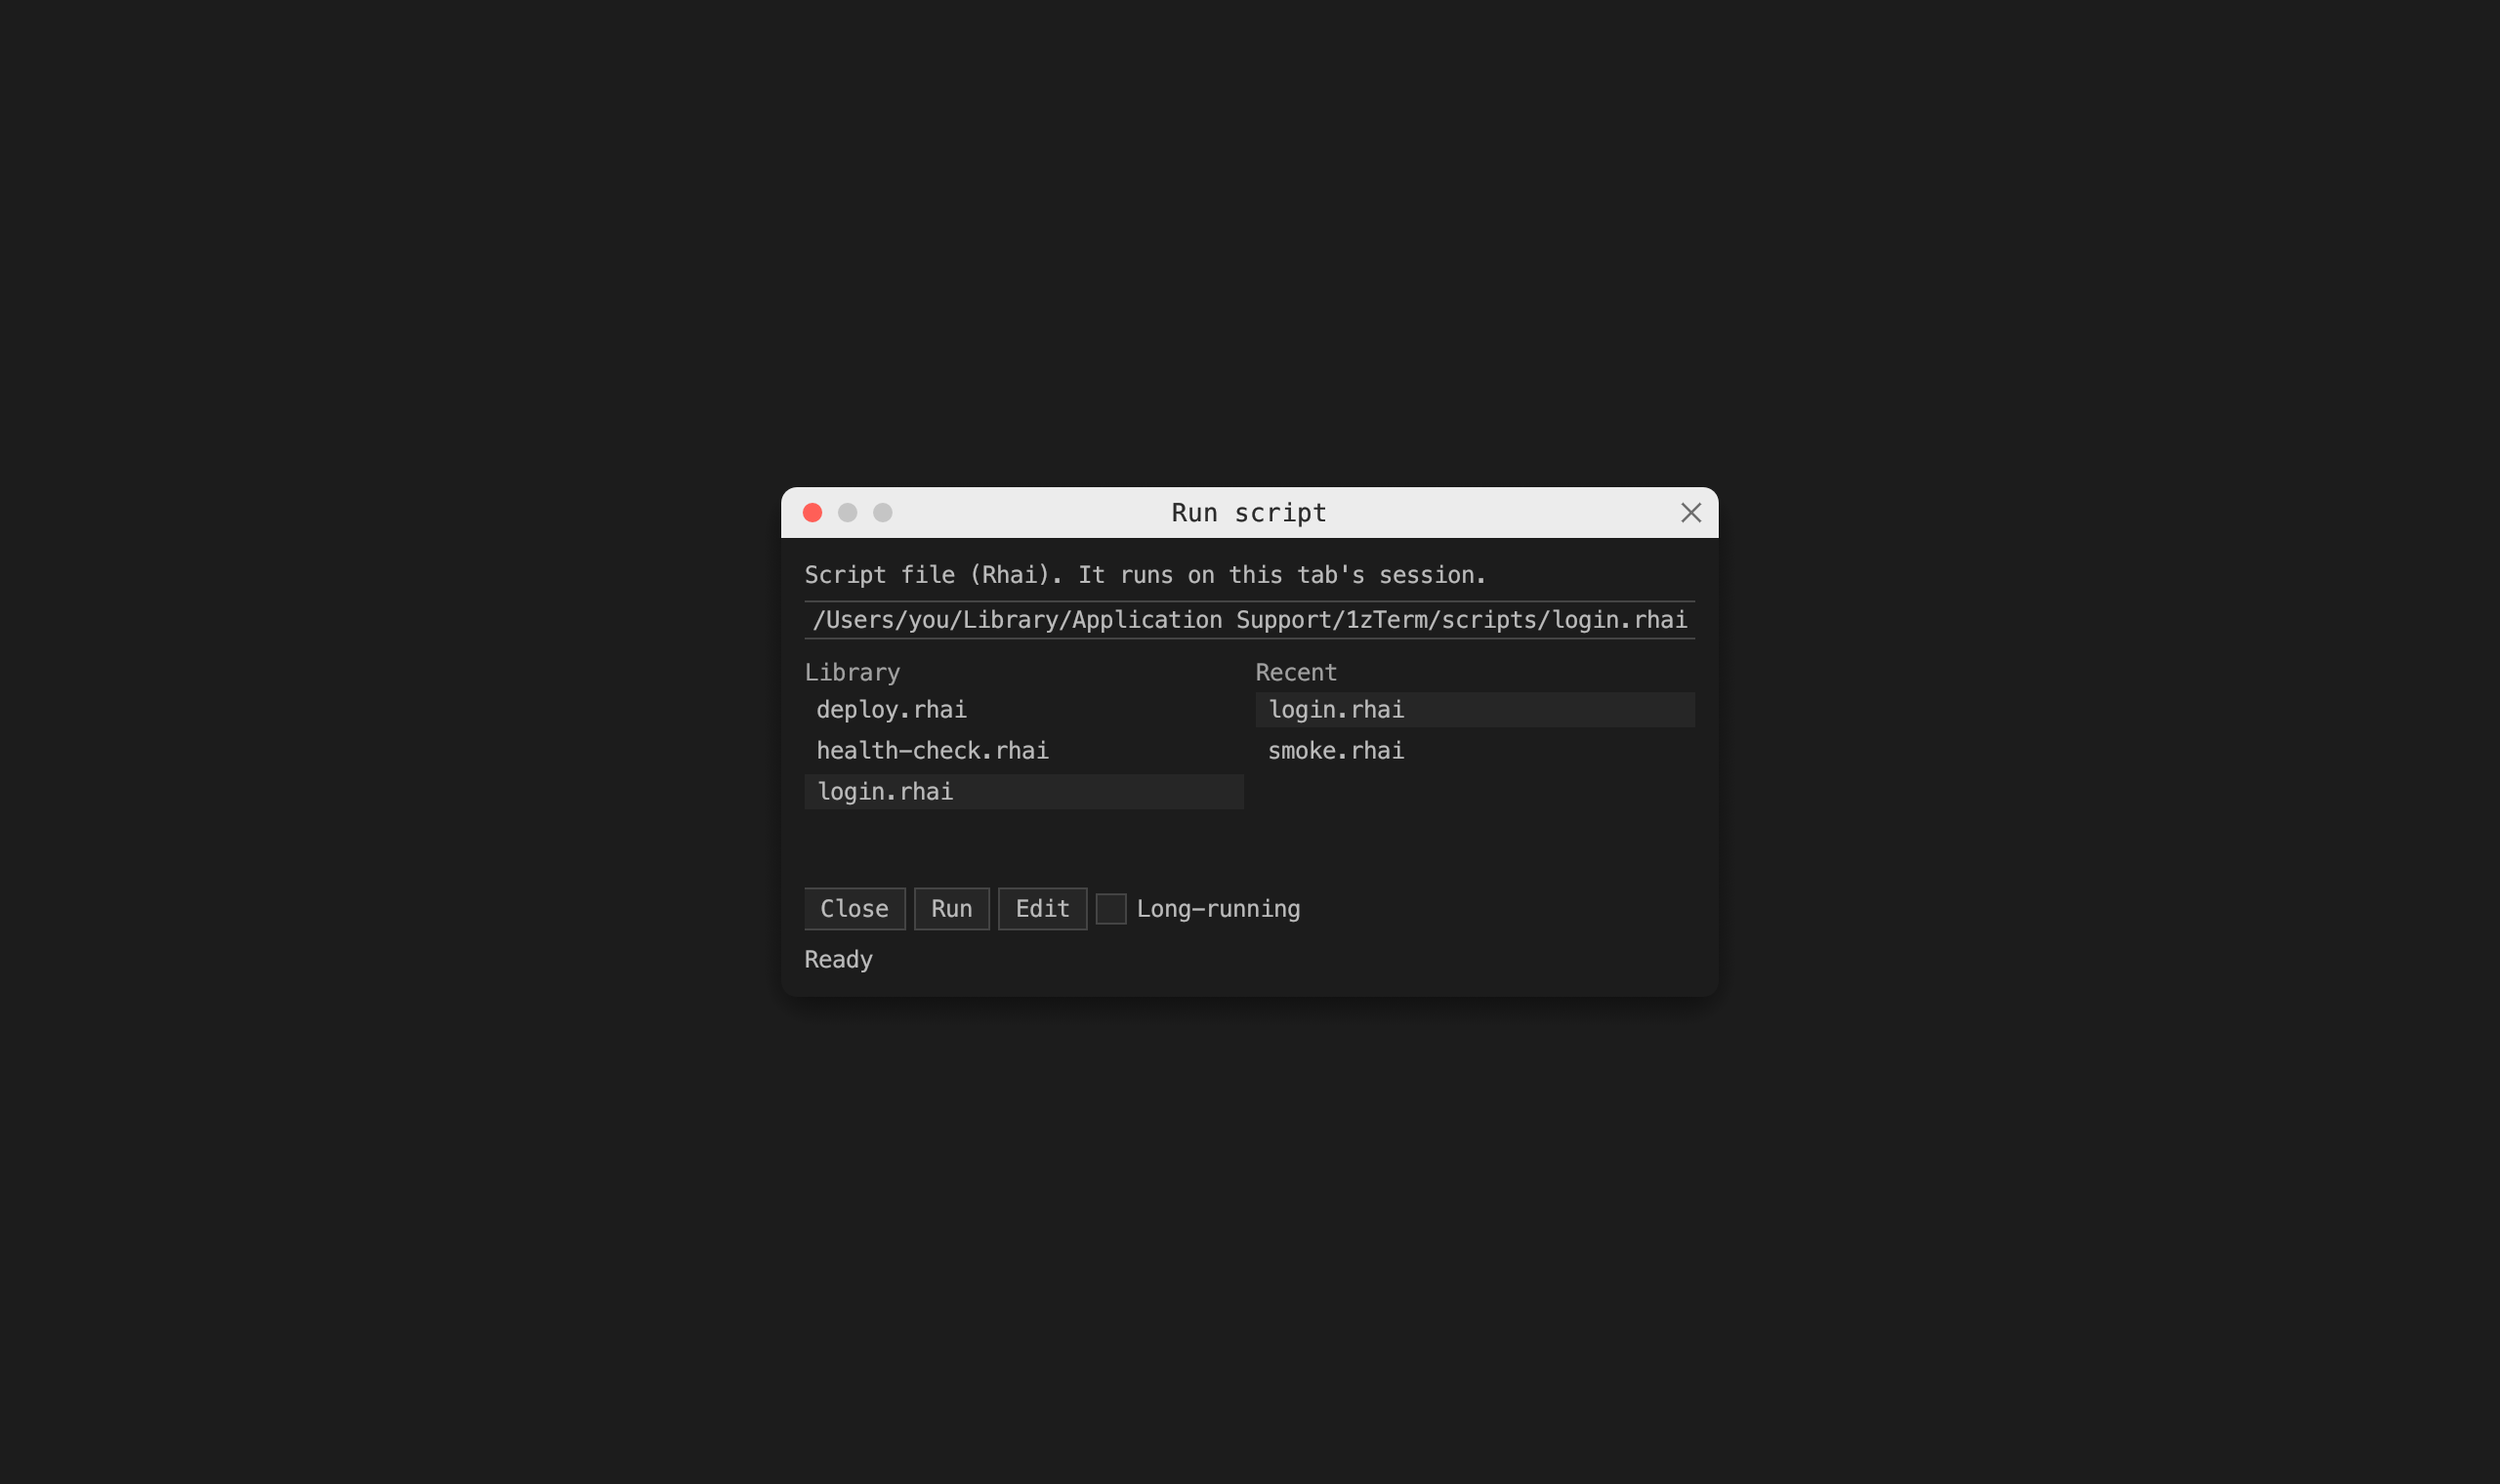 Run script
Script file (Rhai). It runs on this tab's session.
/Users/you/Library/Application Support/1zTerm/scripts/login.rhai
Library
Recent
deploy.rhai
login.rhai
health-check.rhai
smoke.rhai
login.rhai
Close Run Edit Long-running
Ready